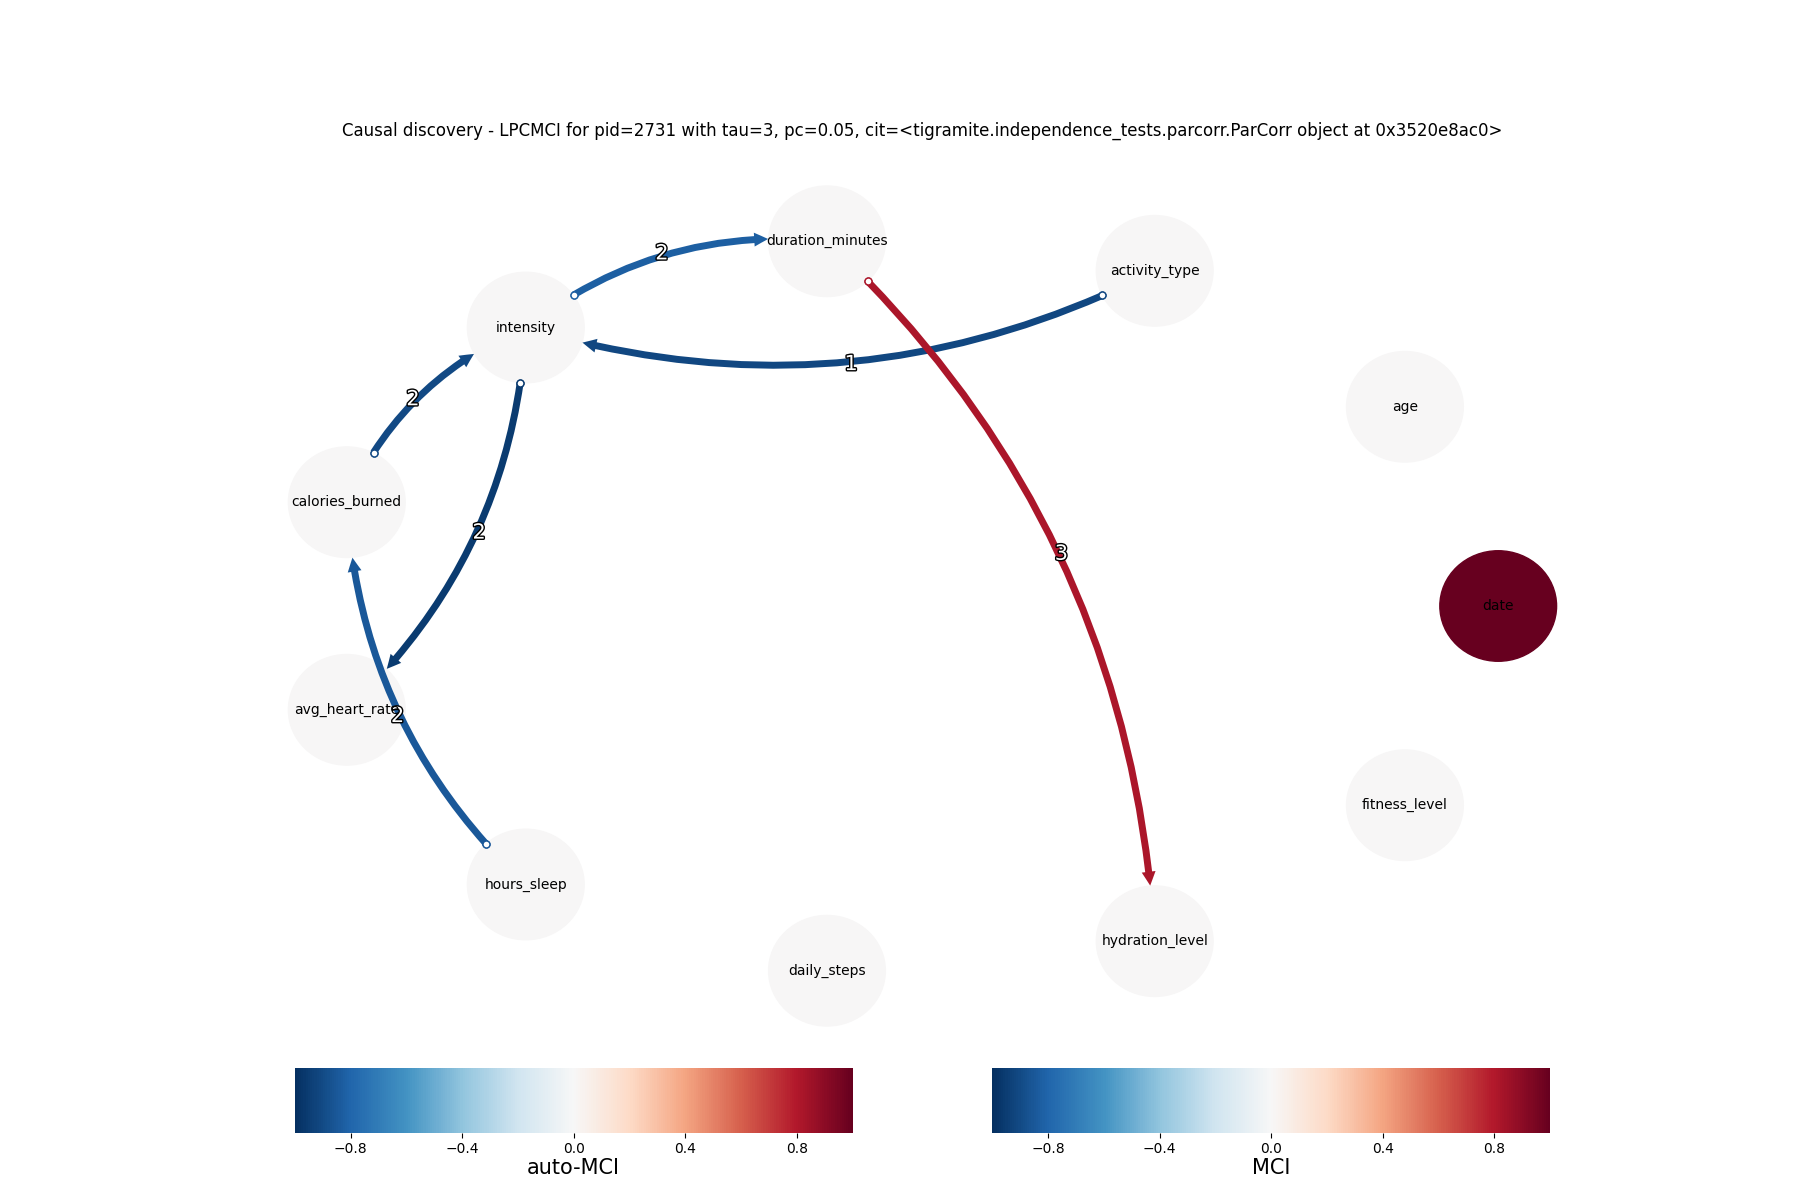 Causal discovery - LPCMCI for pid=2731 with tau=3, pc=0.05, cit=<tigramite.independence_tests.parcorr.ParCorr object at 0x3520e8ac0>
duration_minutes
2
activity_type
intensity
1
2
age
calories_burned
2
3
date
avg_heart_rate
2
fitness_level
hours_sleep
hydration_level
daily_steps
−0.8 −0.4 0.0 0.4 0.8
auto-MCI
−0.8 −0.4 0.0 0.4 0.8
MCI